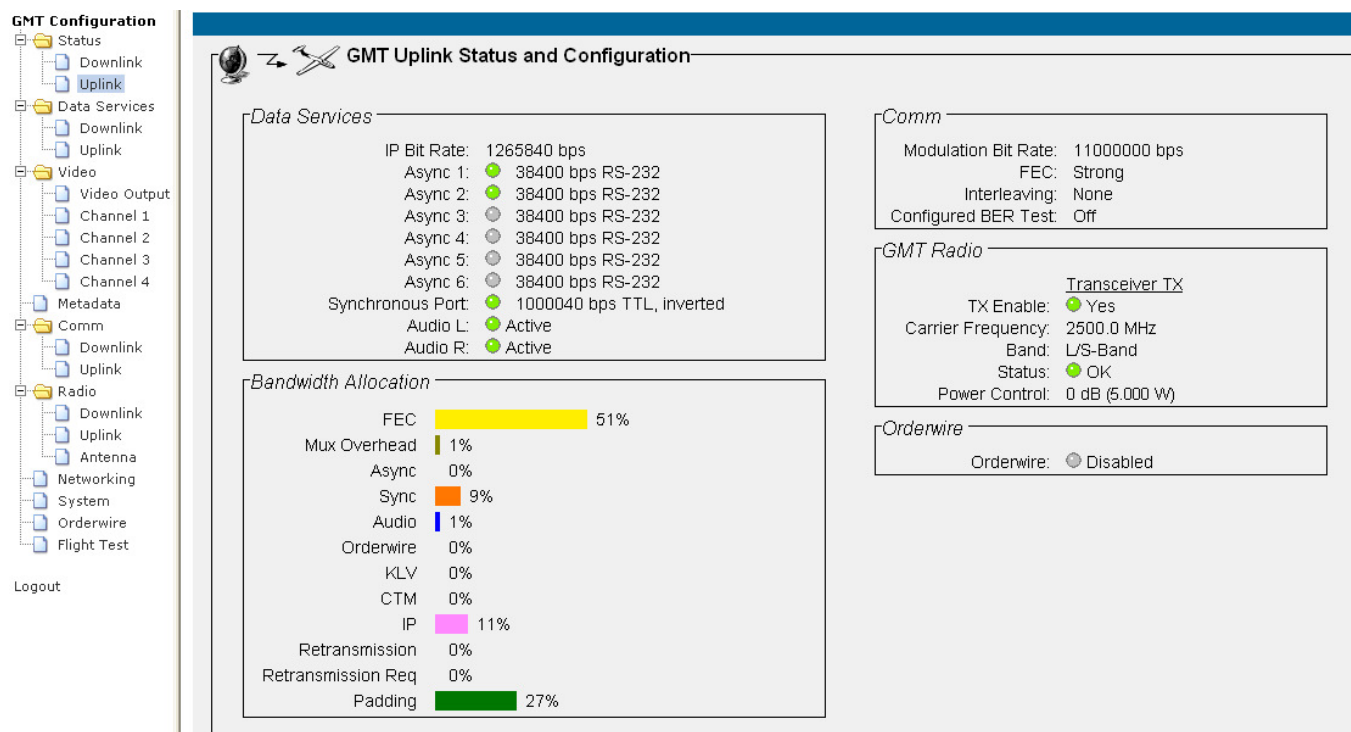 GMT Configuration
Status
Downlink
Uplink
Data Services
Downlink
Uplink
Video
Video Output
Channel 1
Channel 2
Channel 3
Channel 4
Metadata
Comm
Downlink
Uplink
Radio
Downlink
Uplink
Antenna
Networking
System
Orderwire
Flight Test
Logout
GMT Uplink Status and Configuration
Data Services
IP Bit Rate: 1265840 bps
Async 1: 38400 bps RS-232
Async 2: 38400 bps RS-232
Async 3: 38400 bps RS-232
Async 4: 38400 bps RS-232
Async 5: 38400 bps RS-232
Async 6: 38400 bps RS-232
Synchronous Port: 1000040 bps TTL, inverted
Audio L: Active
Audio R: Active
Bandwidth Allocation
FEC 51%
Mux Overhead 1%
Async 0%
Sync 9%
Audio 1%
Orderwire 0%
KLV 0%
CTM 0%
IP 11%
Retransmission 0%
Retransmission Req 0%
Padding 27%
Comm
Modulation Bit Rate: 11000000 bps
FEC: Strong
Interleaving: None
Configured BER Test: Off
GMT Radio
Transceiver TX
TX Enable: Yes
Carrier Frequency: 2500.0 MHz
Band: L/S-Band
Status: OK
Power Control: 0 dB (5.000 W)
Orderwire
Orderwire: Disabled